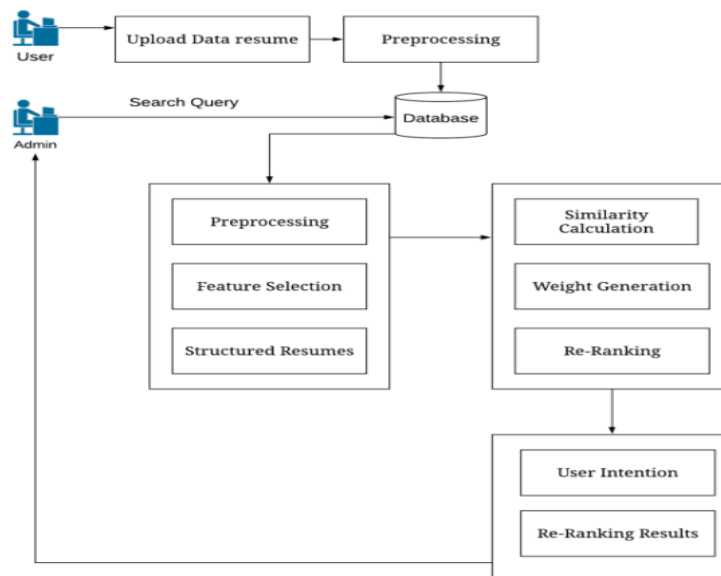 Upload Data resume
Preprocessing
User
Search Query
Database
Admin
Preprocessing
Similarity
Calculation
Feature Selection
Weight Generation
Structured Resumes
Re-Ranking
User Intention
Re-Ranking Results